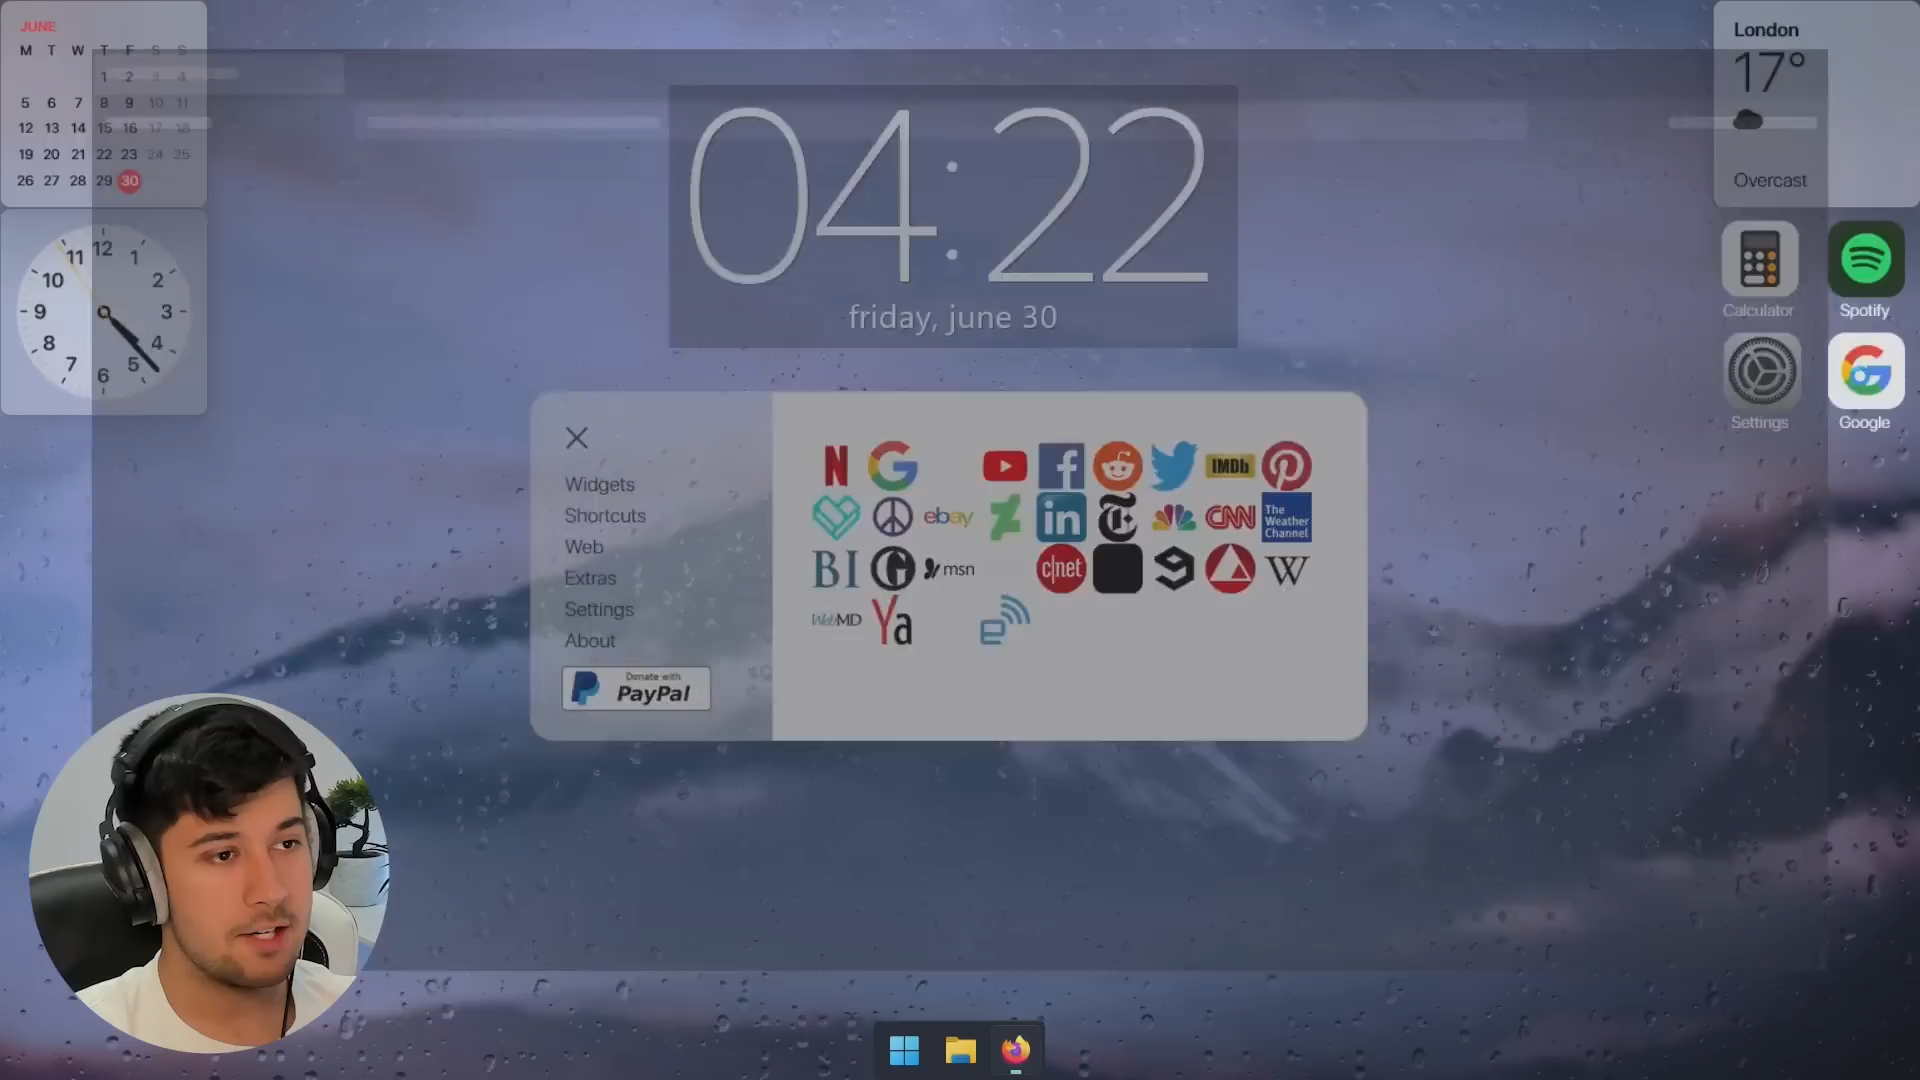 JUNE
M T W T F S S
1 2 3 4
5 6 7 8 9 10 11
12 13 14 15 16 17 18
19 20 21 22 23 24 25
26 27 28 29 30
12
11 1
10 2
9 3
8 4
7 5
6
04:22
friday, june 30
London
17°
Overcast
Calculator
Spotify
Settings
Google
Widgets
Shortcuts
Web
Extras
Settings
About
Donate with
PayPal
N G f IMDb
ebay in T CNN The Weather Channel
BI G msn c|net 9 W
WebMD Ya e